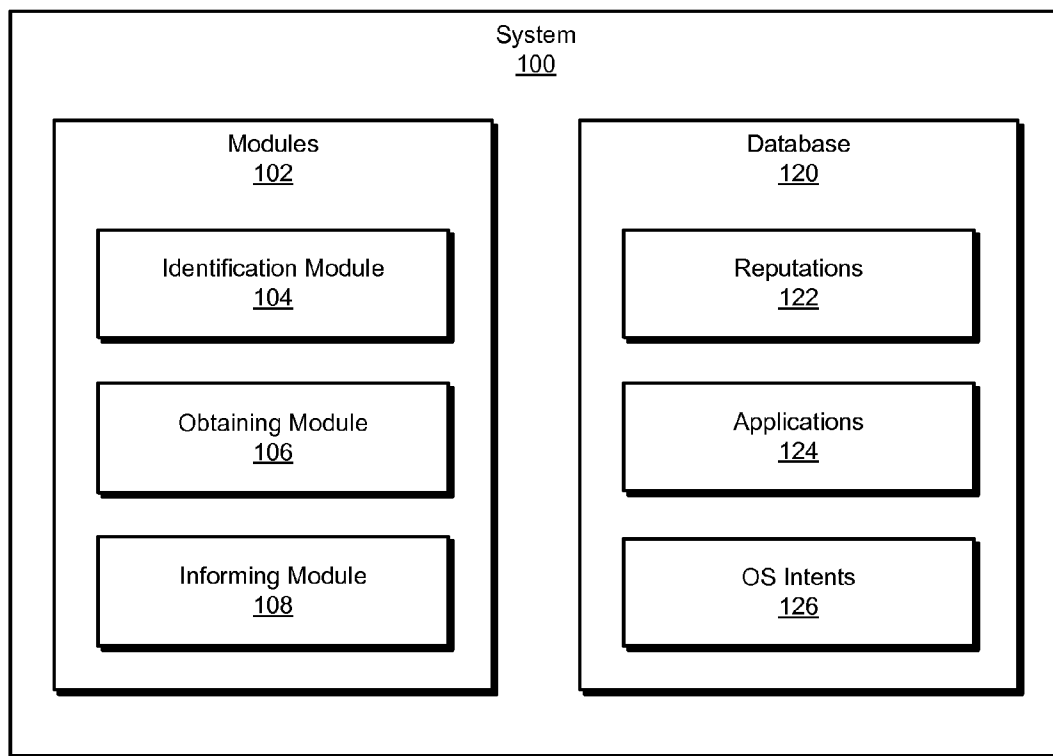 System
100
Modules
102
Identification Module
104
Obtaining Module
106
Informing Module
108
Database
120
Reputations
122
Applications
124
OS Intents
126